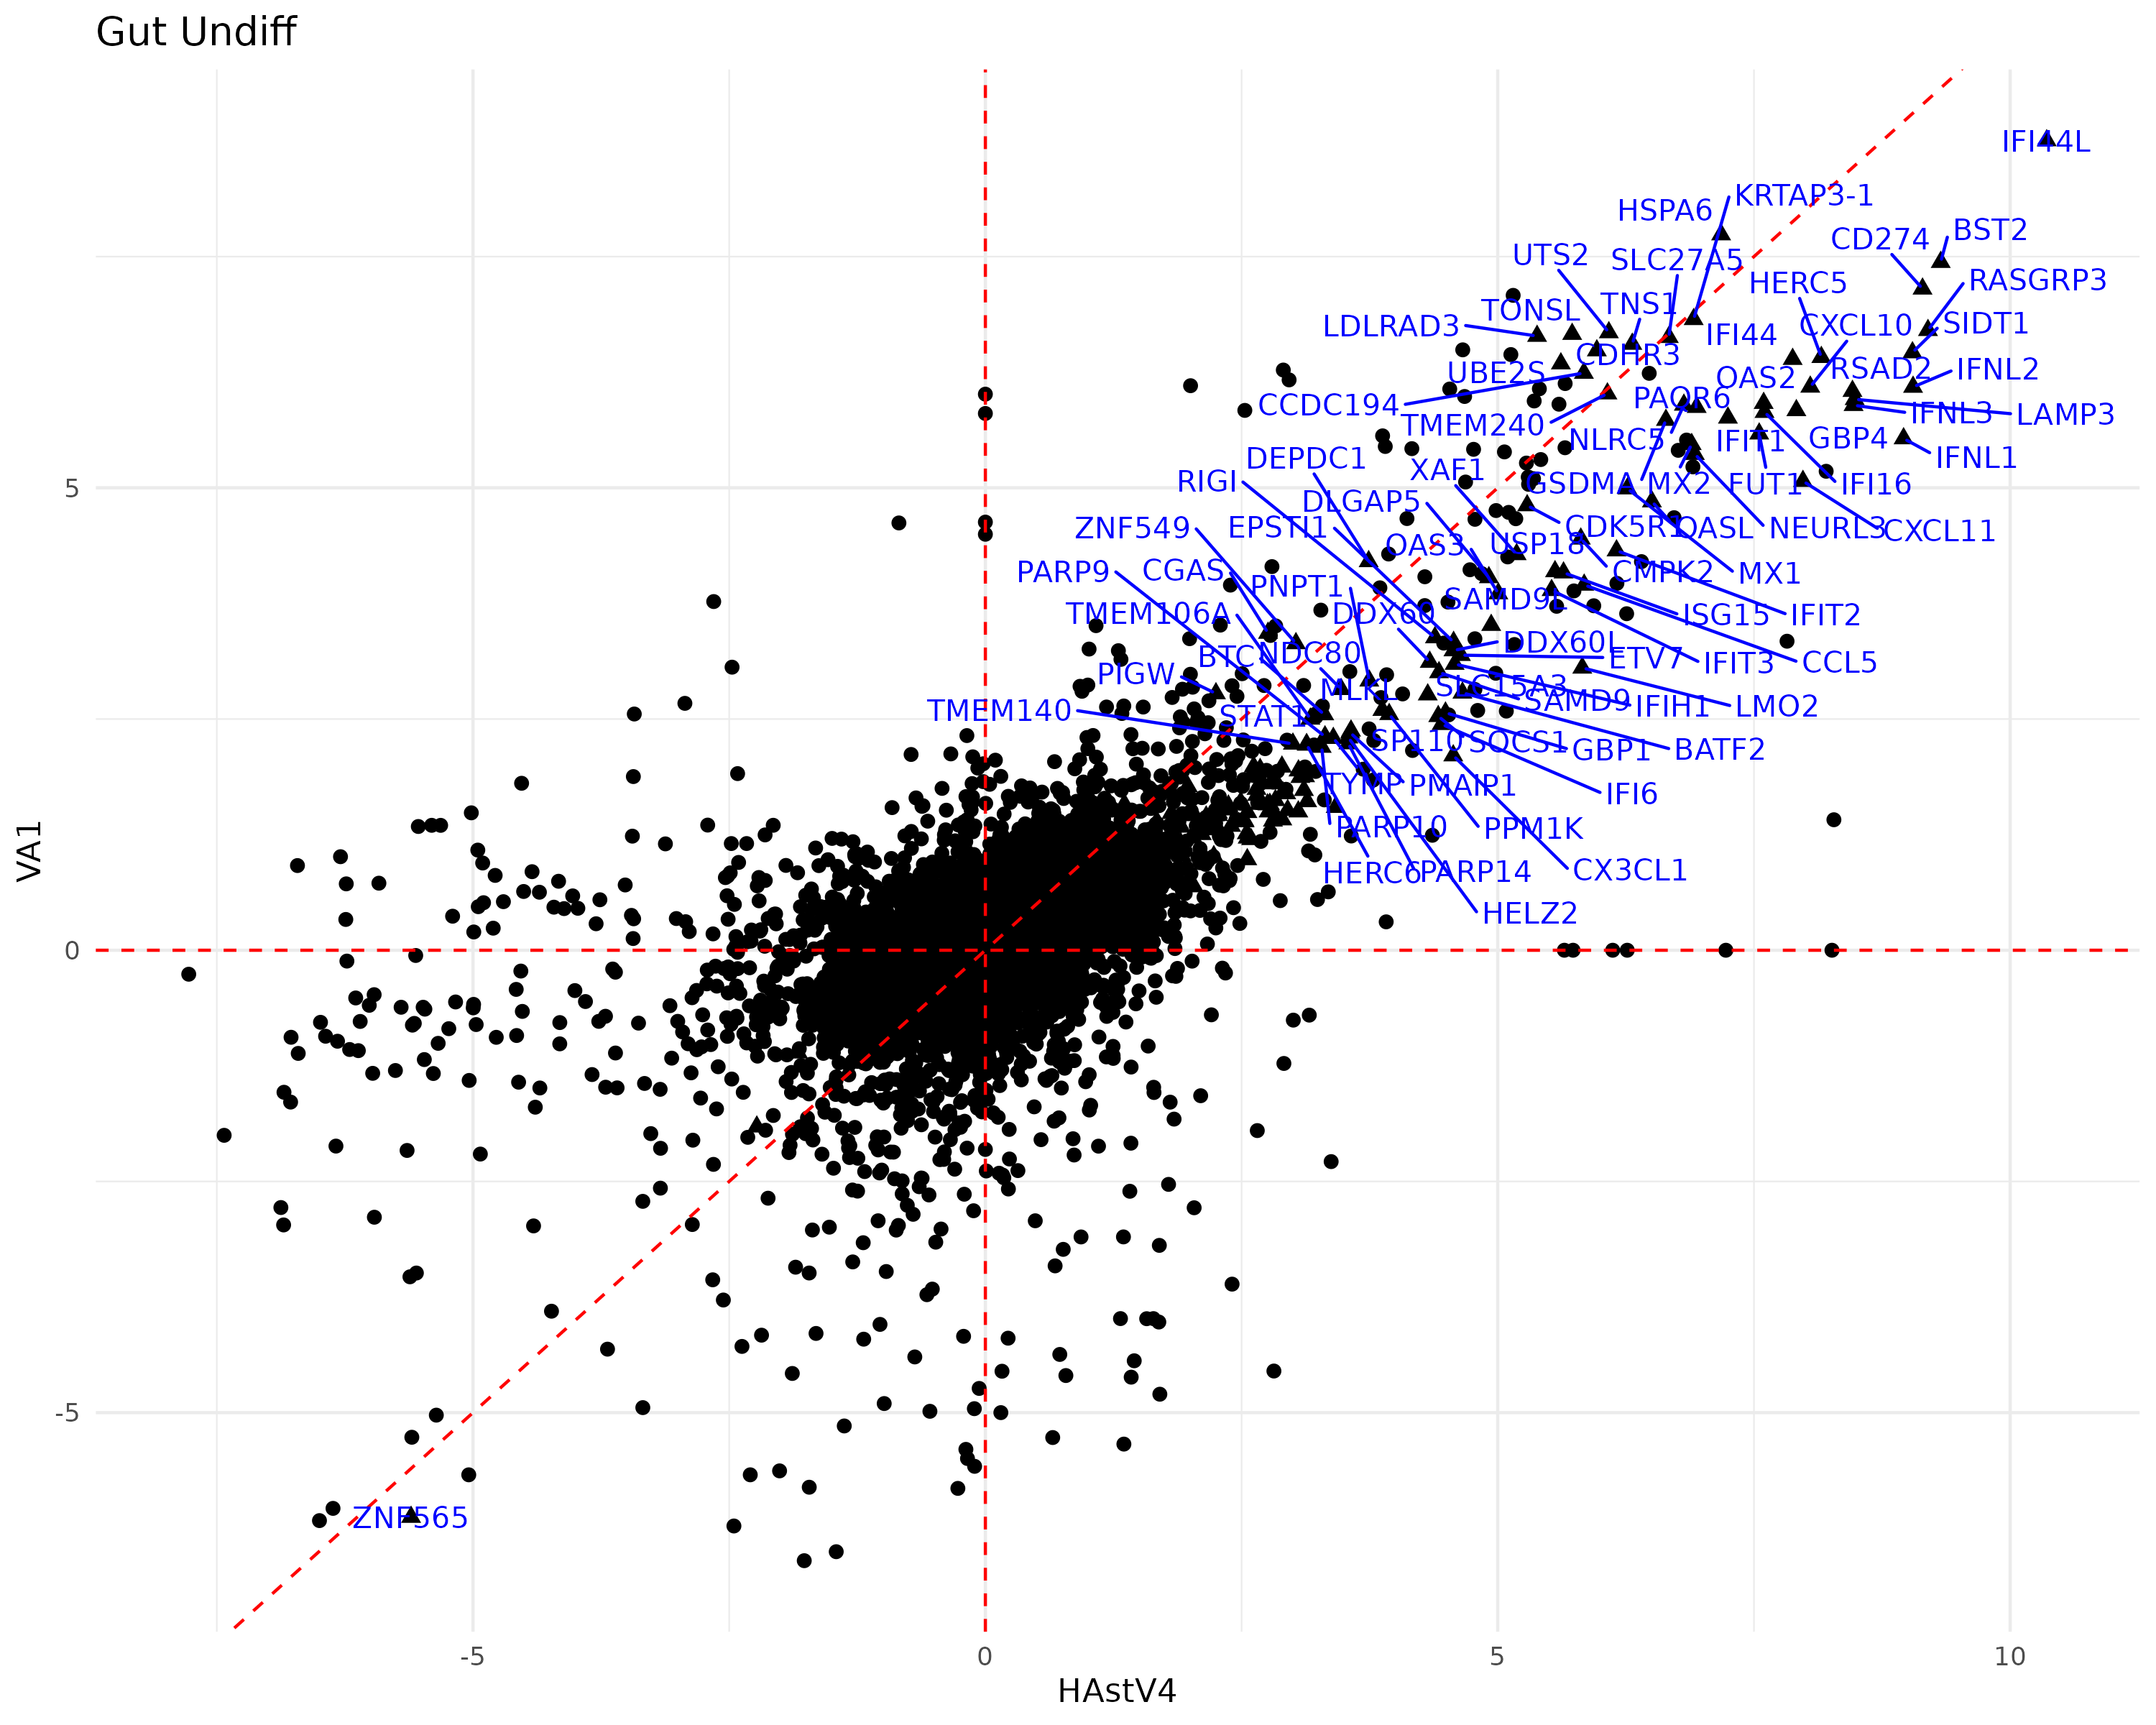 Gut Undiff
IFI44L
KRTAP3-1
HSPA6
BST2
CD274
UTS2
SLC27A5
HERC5
RASGRP3
TONSL
TNS1
LDLRAD3
IFI44
CXCL10
SIDT1
CDHR3
UBE2S
OAS2
RSAD2
IFNL2
CCDC194
PAQR6
IFNL3
LAMP3
TMEM240
NLRC5
IFIT1
GBP4
IFNL1
DEPDC1
XAF1
RIGI
GSDMA
MX2
FUT1
IFI16
DLGAP5
ZNF549
EPSTI1
CDK5R1
OASL
NEURL3
CXCL11
OAS3
USP18
PARP9
CGAS
PNPT1
CMPK2
MX1
TMEM106A
DDX60
SAMD9L
ISG15
IFIT2
BTC
NDC80
DDX60L
ETV7
IFIT3
CCL5
PIGW
MLKL
SLC15A3
SAMD9
IFIH1
LMO2
TMEM140
STAT1
SP110
SOCS1
GBP1
BATF2
TYMP
PMAIP1
IFI6
PARP10
PPM1K
HERC6
PARP14
CX3CL1
HELZ2
ZNF565
5
0
-5
VA1
-5
0
5
10
HAstV4